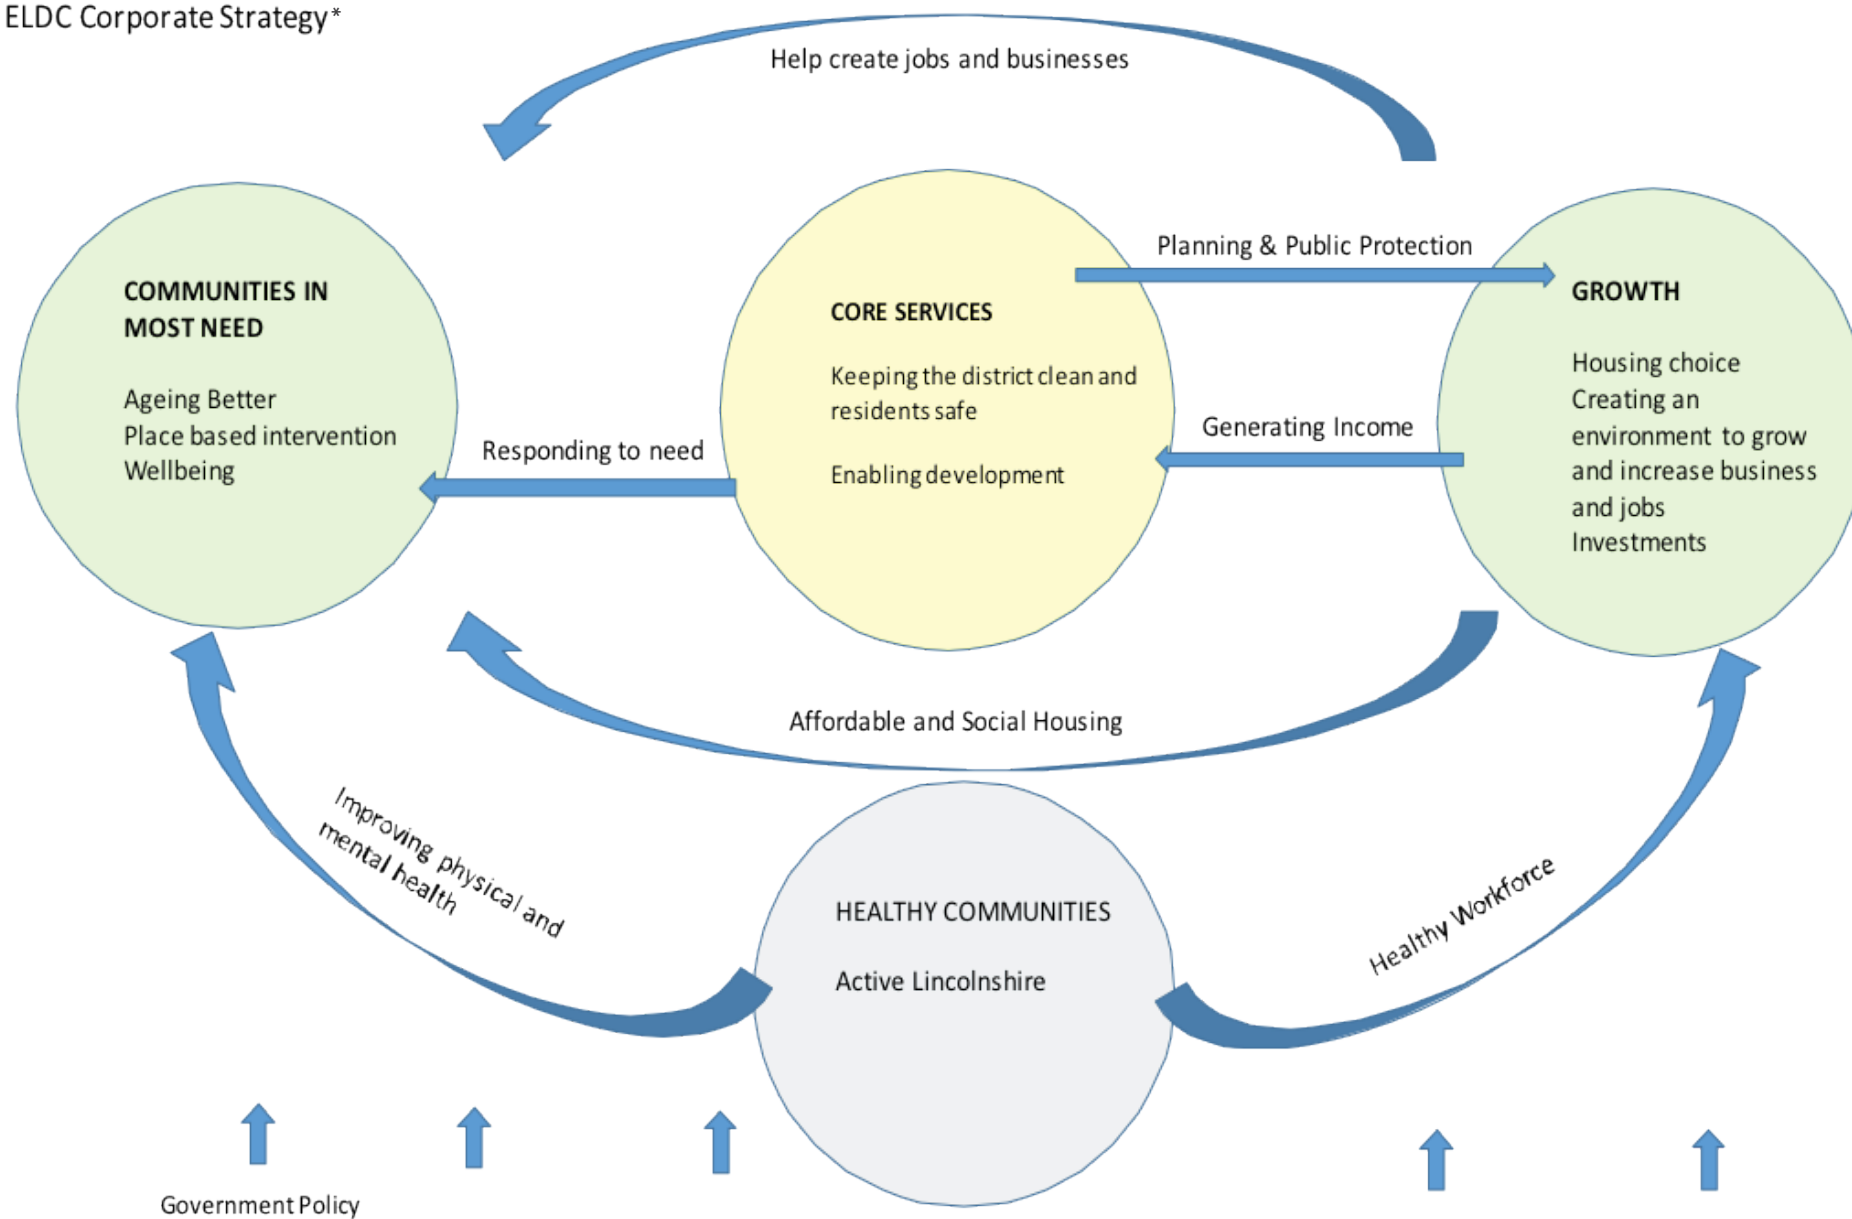 ELDC Corporate Strategy*
Help create jobs and businesses
COMMUNITIES IN
MOST NEED
Ageing Better
Place based intervention
Wellbeing
Responding to need
CORE SERVICES
Keeping the district clean and
residents safe
Enabling development
Planning & Public Protection
Generating Income
GROWTH
Housing choice
Creating an
environment to grow
and increase business
and jobs
Investments
Affordable and Social Housing
Improving physical and
mental health
HEALTHY COMMUNITIES
Active Lincolnshire
Healthy Workforce
Government Policy